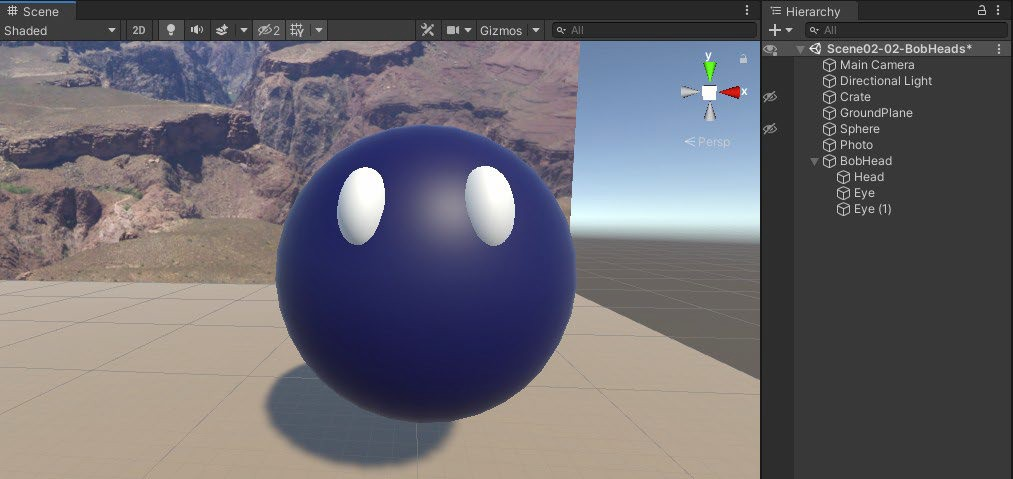 Scene
Shaded 2D 2 Gizmos All
y
x
Persp
Hierarchy
All
Scene02-02-BobHeads*
Main Camera
Directional Light
Crate
GroundPlane
Sphere
Photo
BobHead
Head
Eye
Eye (1)